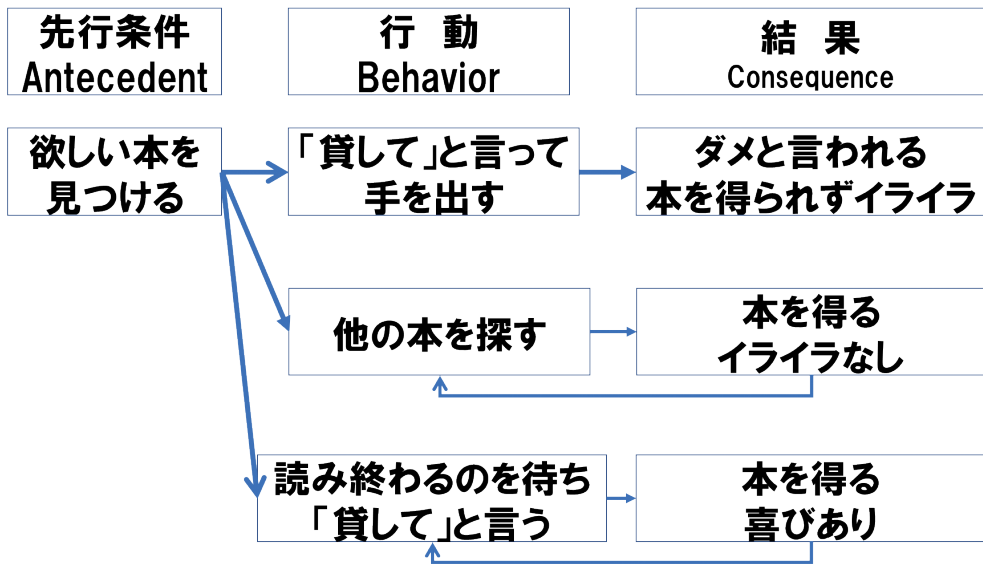 先行条件
Antecedent
行 動
Behavior
結 果
Consequence
欲しい本を
見つける
「貸して」と言って
手を出す
ダメと言われる
本を得られずイライラ
他の本を探す
本を得る
イライラなし
読み終わるのを待ち
「貸して」と言う
本を得る
喜びあり